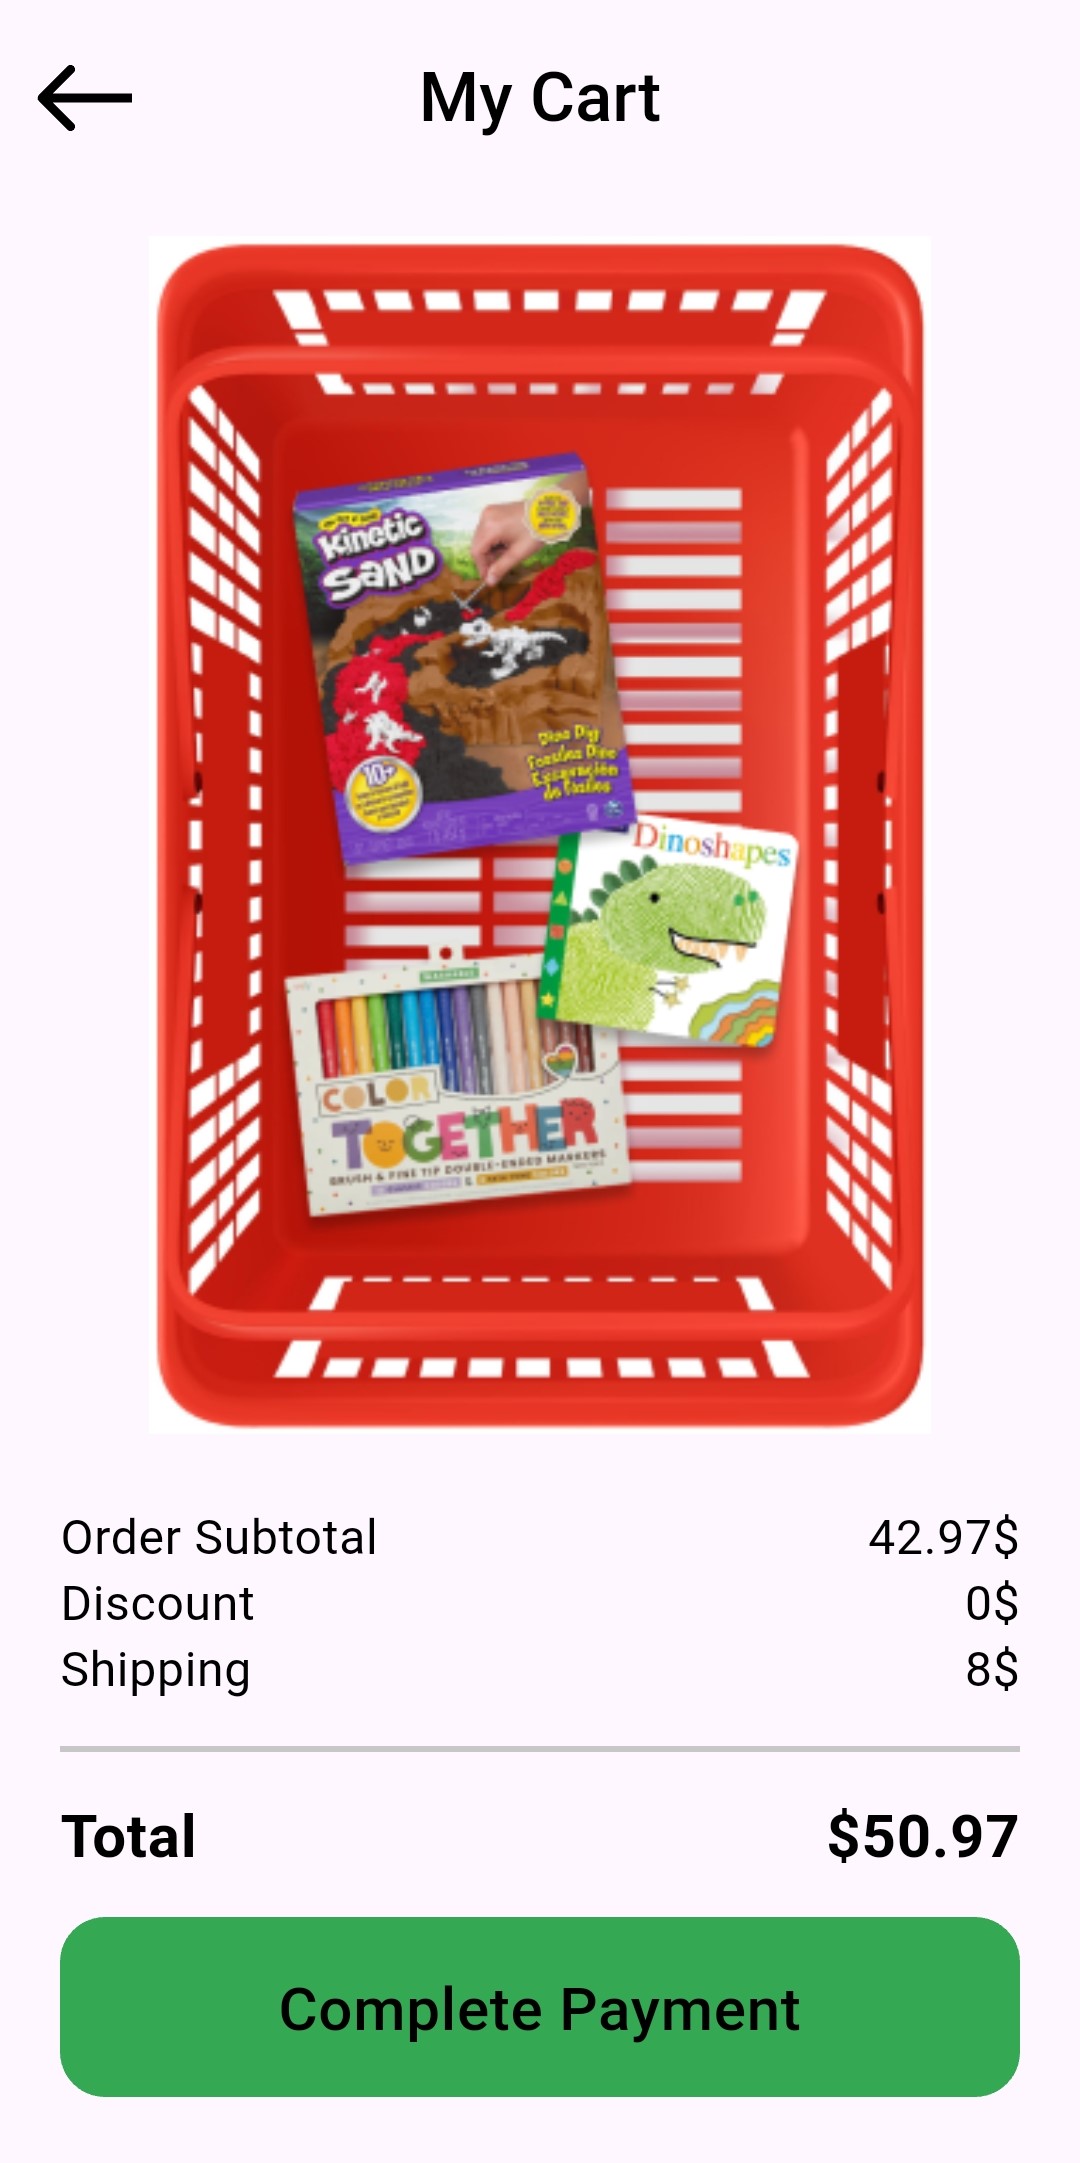 My Cart
Kinetic
SAND
10+
Dino Dig
Fossiles Dino
Excavación
de fósiles
Dinoshapes
COLOR
TOGETHER
BRUSH & FINE TIP DOUBLE-ENDED MARKERS
Order Subtotal 42.97$
Discount 0$
Shipping 8$
Total $50.97
Complete Payment